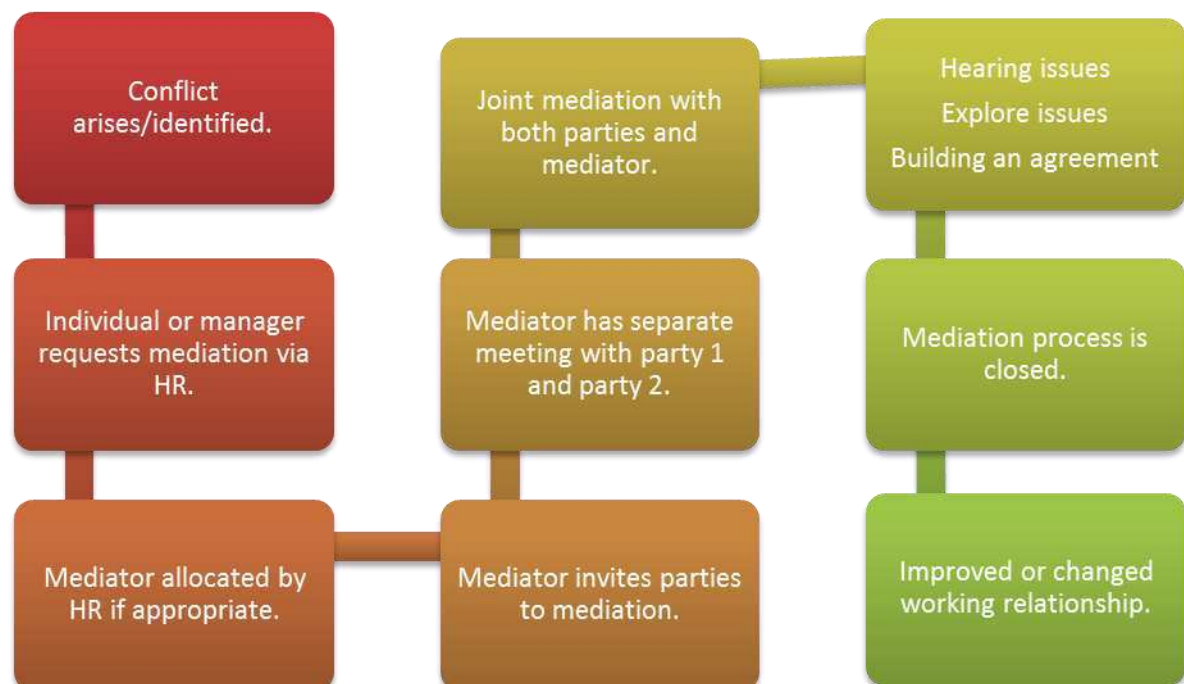 Conflict
arises/identified.
Individual or manager
requests mediation via
HR.
Mediator allocated by
HR if appropriate.
Mediator invites parties
to mediation.
Mediator has separate
meeting with party 1
and party 2.
Joint mediation with
both parties and
mediator.
Hearing issues
Explore issues
Building an agreement
Mediation process is
closed.
Improved or changed
working relationship.